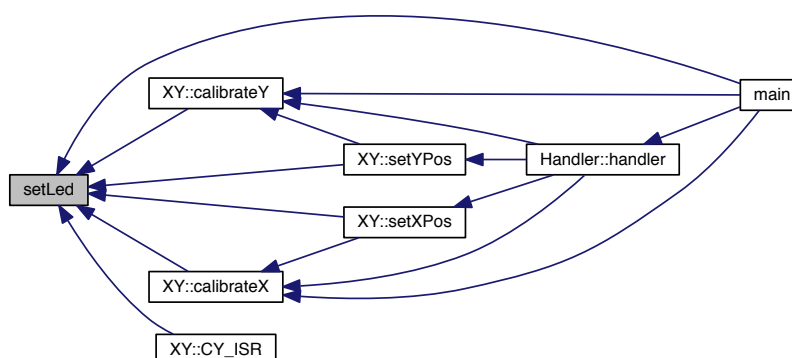 XY::calibrateY
main
XY::setYPos
Handler::handler
setLed
XY::setXPos
XY::calibrateX
XY::CY_ISR